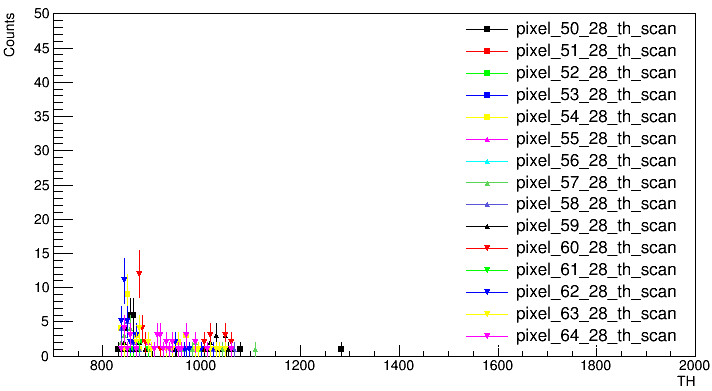 Counts
50
45
40
35
30
25
20
15
10
5
0
pixel_50_28_th_scan
pixel_51_28_th_scan
pixel_52_28_th_scan
pixel_53_28_th_scan
pixel_54_28_th_scan
pixel_55_28_th_scan
pixel_56_28_th_scan
pixel_57_28_th_scan
pixel_58_28_th_scan
pixel_59_28_th_scan
pixel_60_28_th_scan
pixel_61_28_th_scan
pixel_62_28_th_scan
pixel_63_28_th_scan
pixel_64_28_th_scan
800 1000 1200 1400 1600 1800 2000
TH